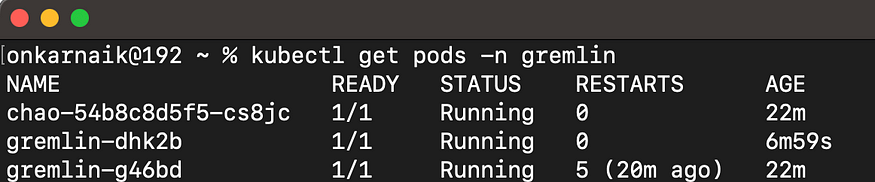 [onkarnaik@192 ~ % kubectl get pods -n gremlin
NAME READY STATUS RESTARTS AGE
chao-54b8c8d5f5-cs8jc 1/1 Running 0 22m
gremlin-dhk2b 1/1 Running 0 6m59s
gremlin-g46bd 1/1 Running 5 (20m ago) 22m